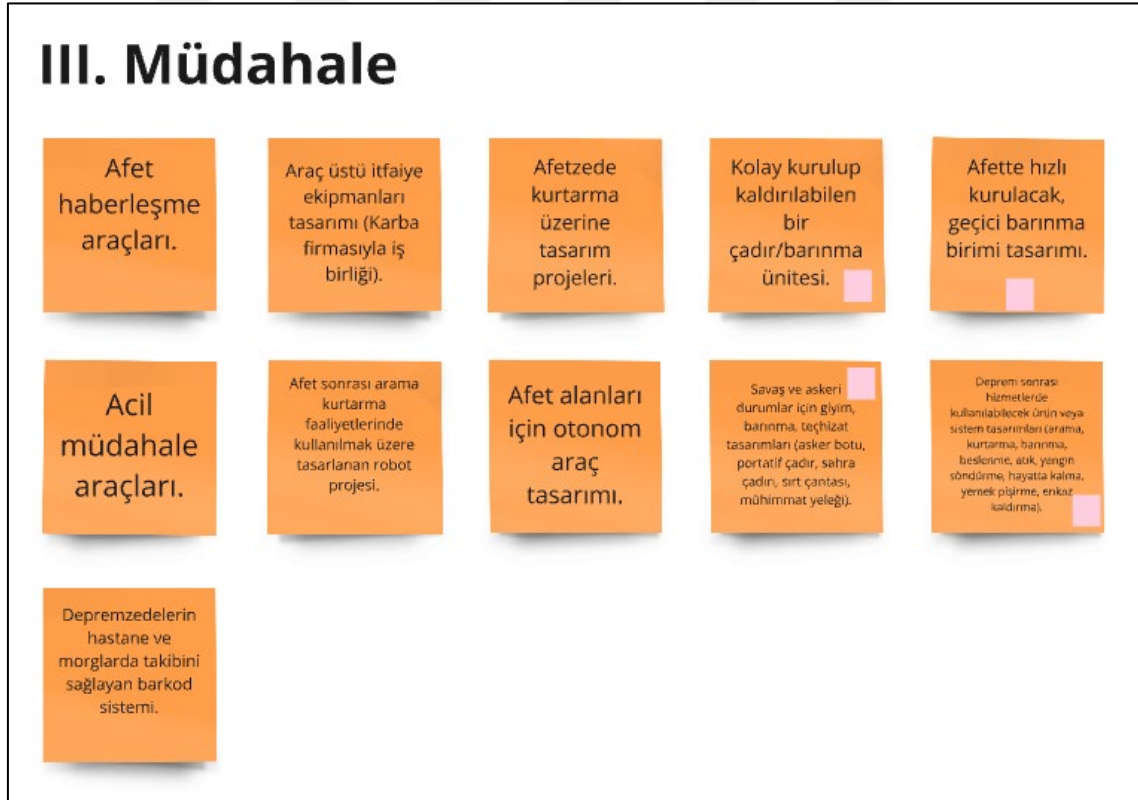 III. Müdahale
Afet
haberleşme
araçları.
Araç üstü itfaiye
ekipmanları
tasarımı (Karba
firmasıyla iş
birliği).
Afetzede
kurtarma
üzerine
tasarım
projeleri.
Kolay kurulup
kaldırılabilen
bir
çadır/barınma
ünitesi.
Afette hızlı
kurulacak,
geçici barınma
birimi tasarımı.
Acil
müdahale
araçları.
Afet sonrası arama
kurtarma
faaliyetlerinde
kullanılmak üzere
tasarlanan robot
projesi.
Afet alanları
için otonom
araç
tasarımı.
Savaş ve askeri
durumlar için giyim,
barınma, teçhizat
tasarımları (asker botu,
portatif çadır, sahra
çadırı, sırt çantası,
mühimmat yeleği).
Deprem sonrası
hizmetlerde
kullanılabilecek ürün veya
sistem tasarımları (arama,
kurtarma, barınma,
beslenme, atık, yangın
söndürme, hayatta kalma,
yemek pişirme, enkaz
kaldırma).
Depremzedelerin
hastane ve
morglarda takibini
sağlayan barkod
sistemi.